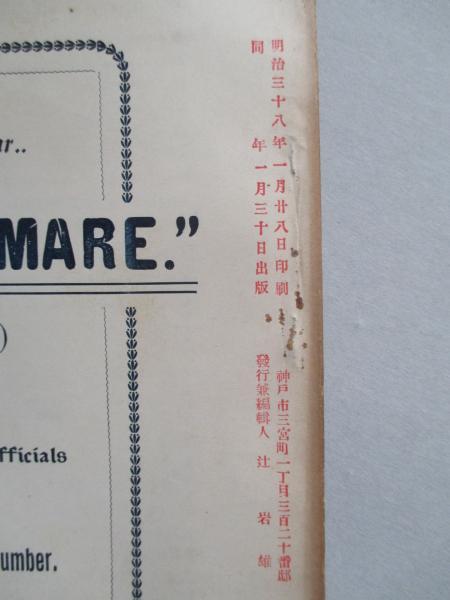 ar..
MARE.”
)
fficials
umber.
明治三十八年一月廿八日印刷
同年一月三十日出版
神戸市三宮町一丁目三百二十番邸
發行兼編輯人 辻岩雄